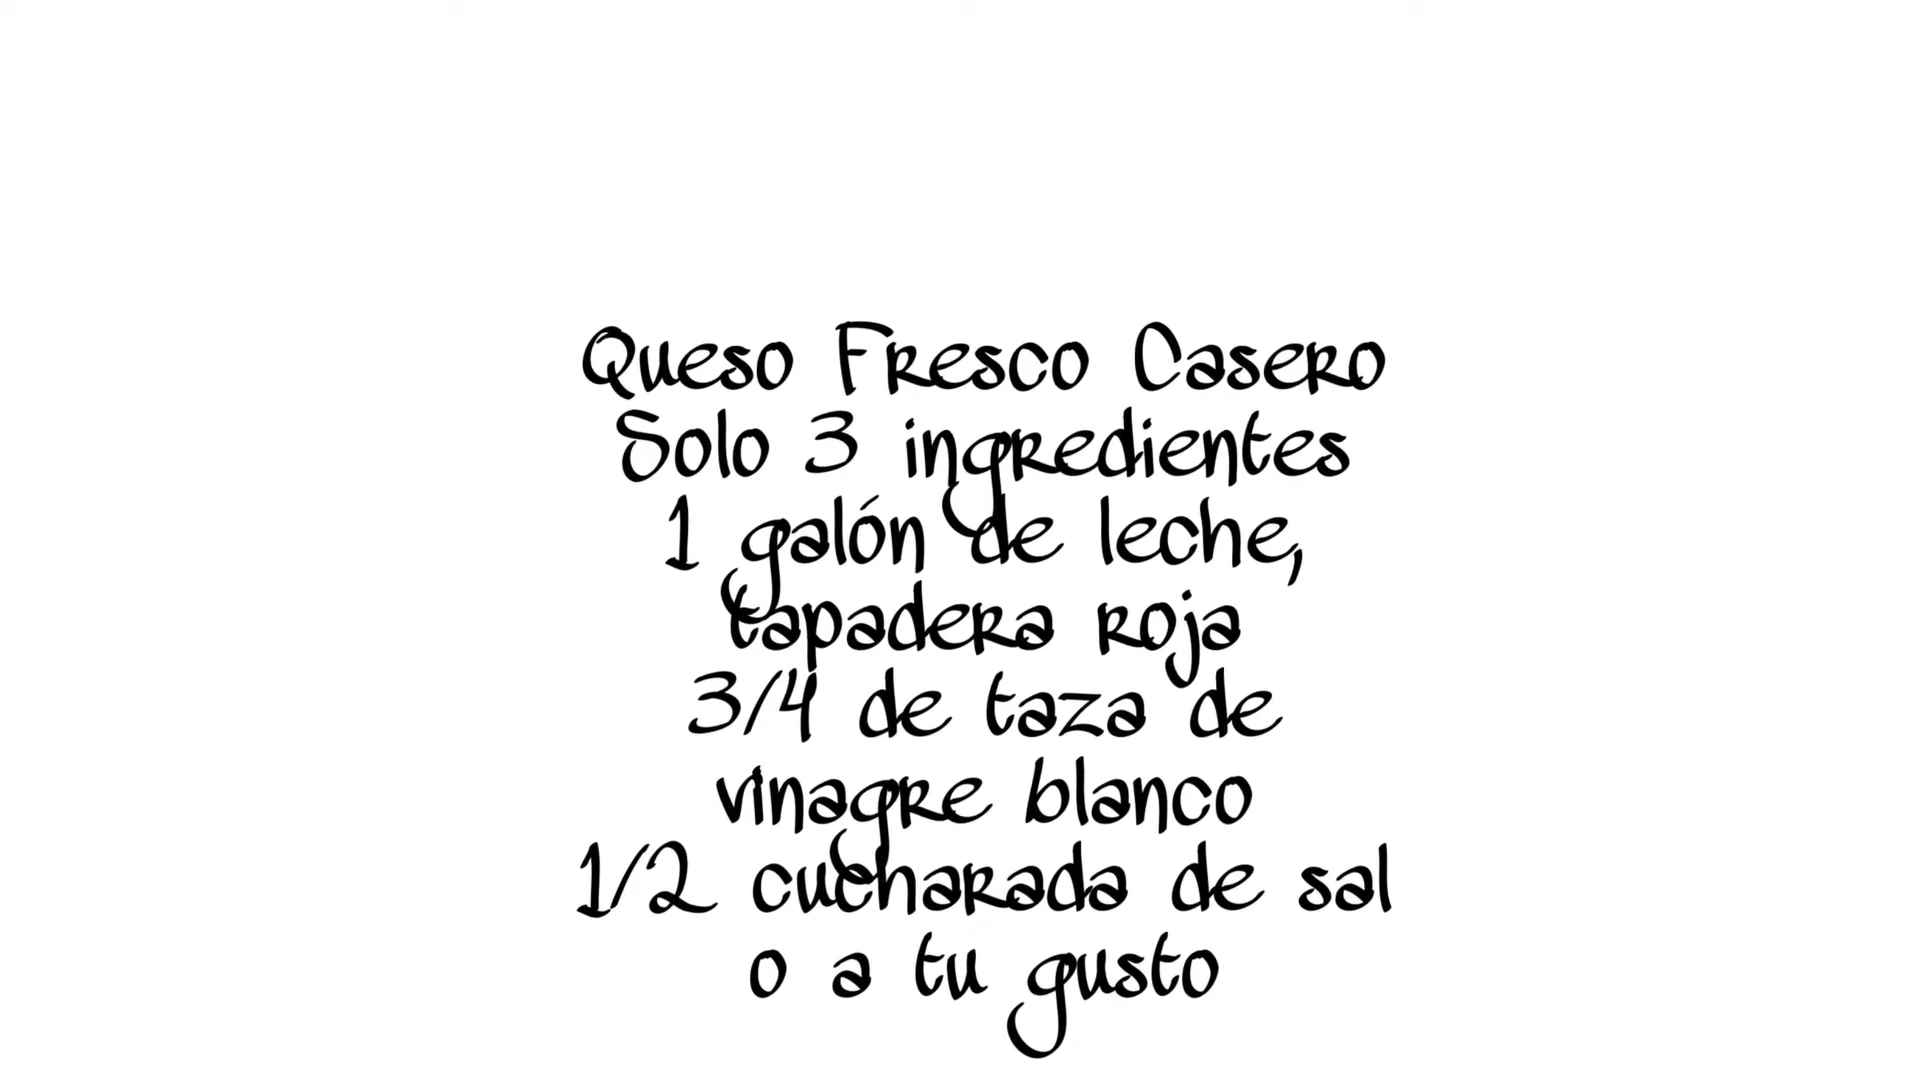 Queso Fresco Casero
Solo 3 ingredientes
1 galón de leche,
tapadera roja
3/4 de taza de
vinagre blanco
1/2 cucharada de sal
o a tu gusto